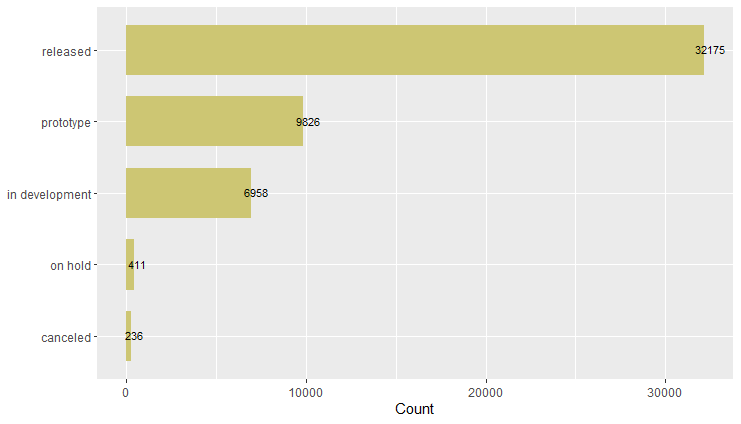 released 32175
prototype 9826
in development 6958
on hold 411
canceled 236
0 10000 20000 30000
Count